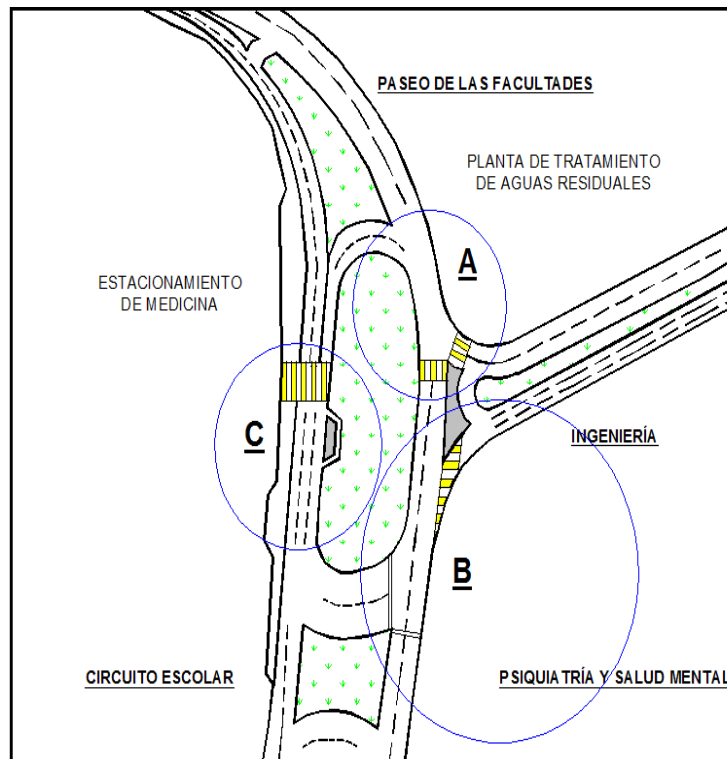 PASEO DE LAS FACULTADES
PLANTA DE TRATAMIENTO
DE AGUAS RESIDUALES
A
ESTACIONAMIENTO
DE MEDICINA
C
INGENIERÍA
B
CIRCUITO ESCOLAR
PSIQUIATRÍA Y SALUD MENTAL